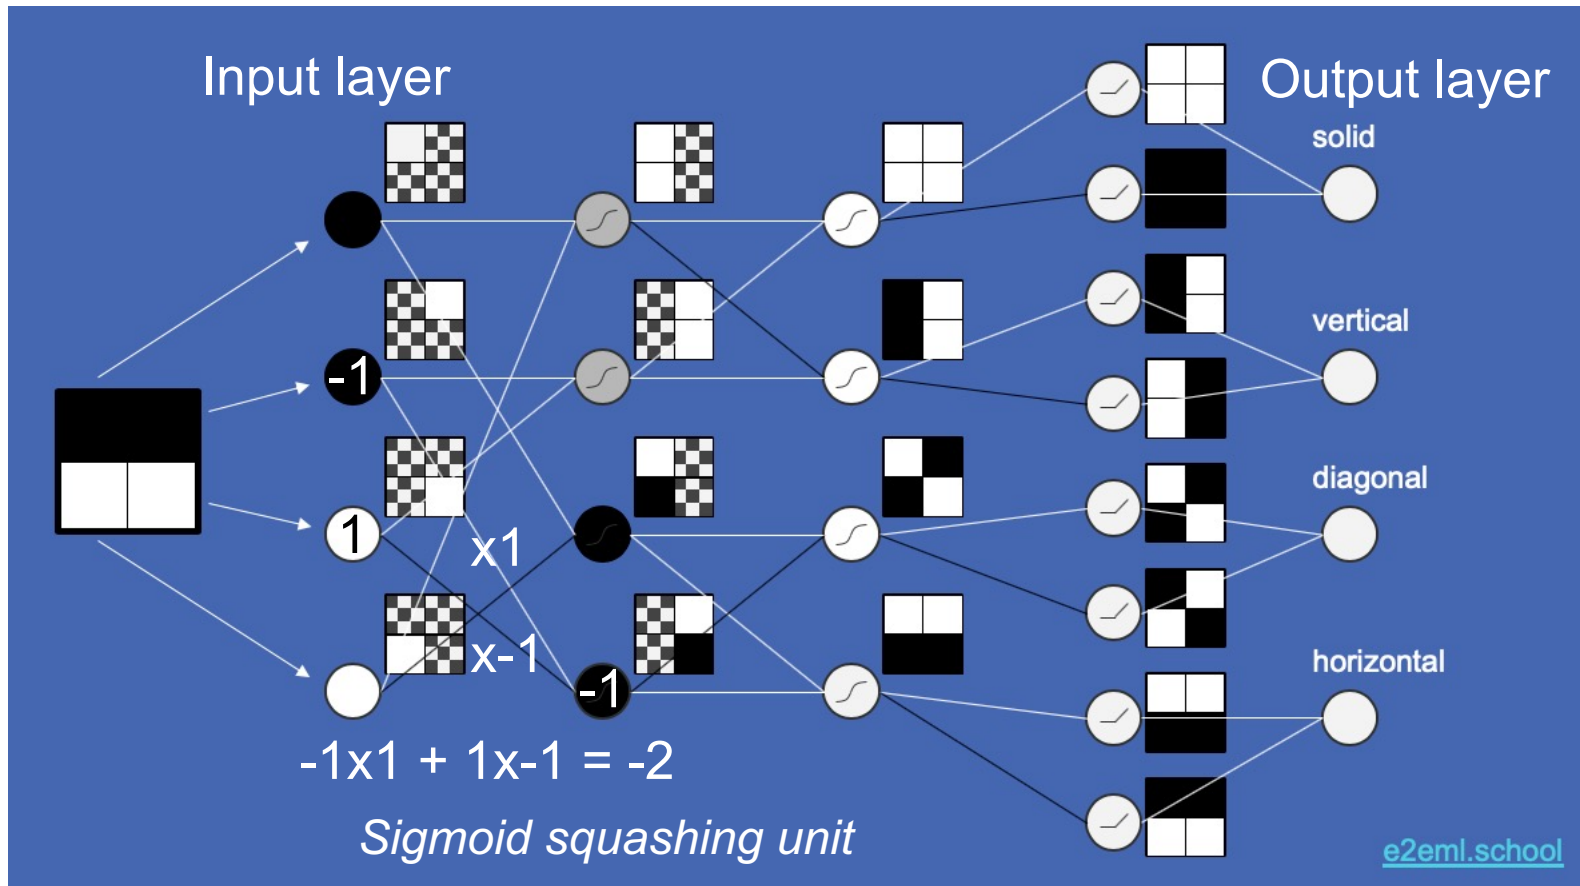 Input layer
Output layer
solid
vertical
-1
diagonal
1
x1
x-1
horizontal
-1
-1x1 + 1x-1 = -2
Sigmoid squashing unit
e2eml.school